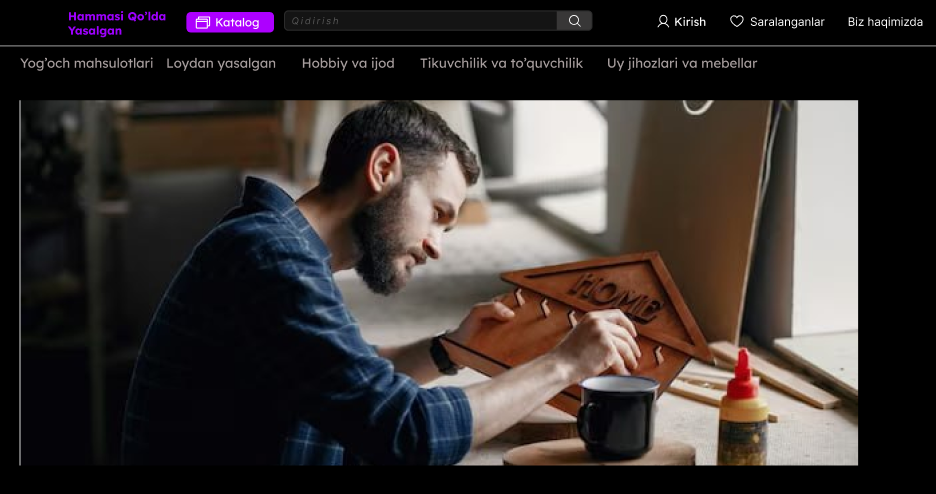 Hammasi Qo'lda
Yasalgan
Katalog
Qidirish
Kirish
Saralanganlar
Biz haqimizda
Yog'och mahsulotlari
Loydan yasalgan
Hobbiy va ijod
Tikuvchilik va to'quvchilik
Uy jihozlari va mebellar
HOME